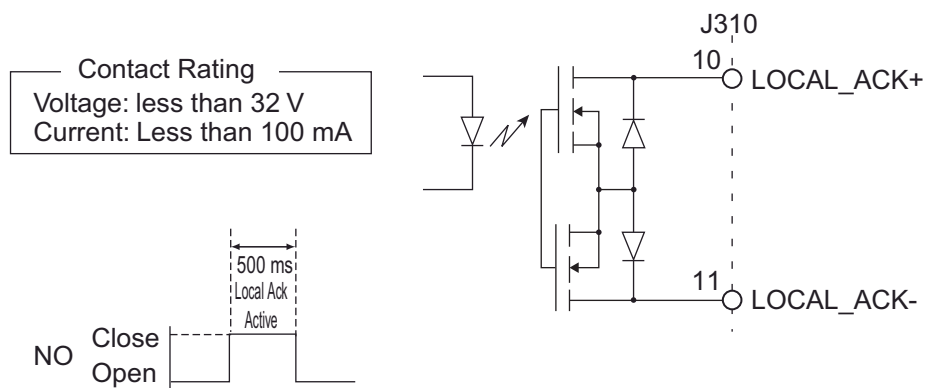 J310
10 LOCAL_ACK+
Contact Rating
Voltage: less than 32 V
Current: Less than 100 mA
11 LOCAL_ACK-
500 ms
Local Ack
Active
NO
Close
Open